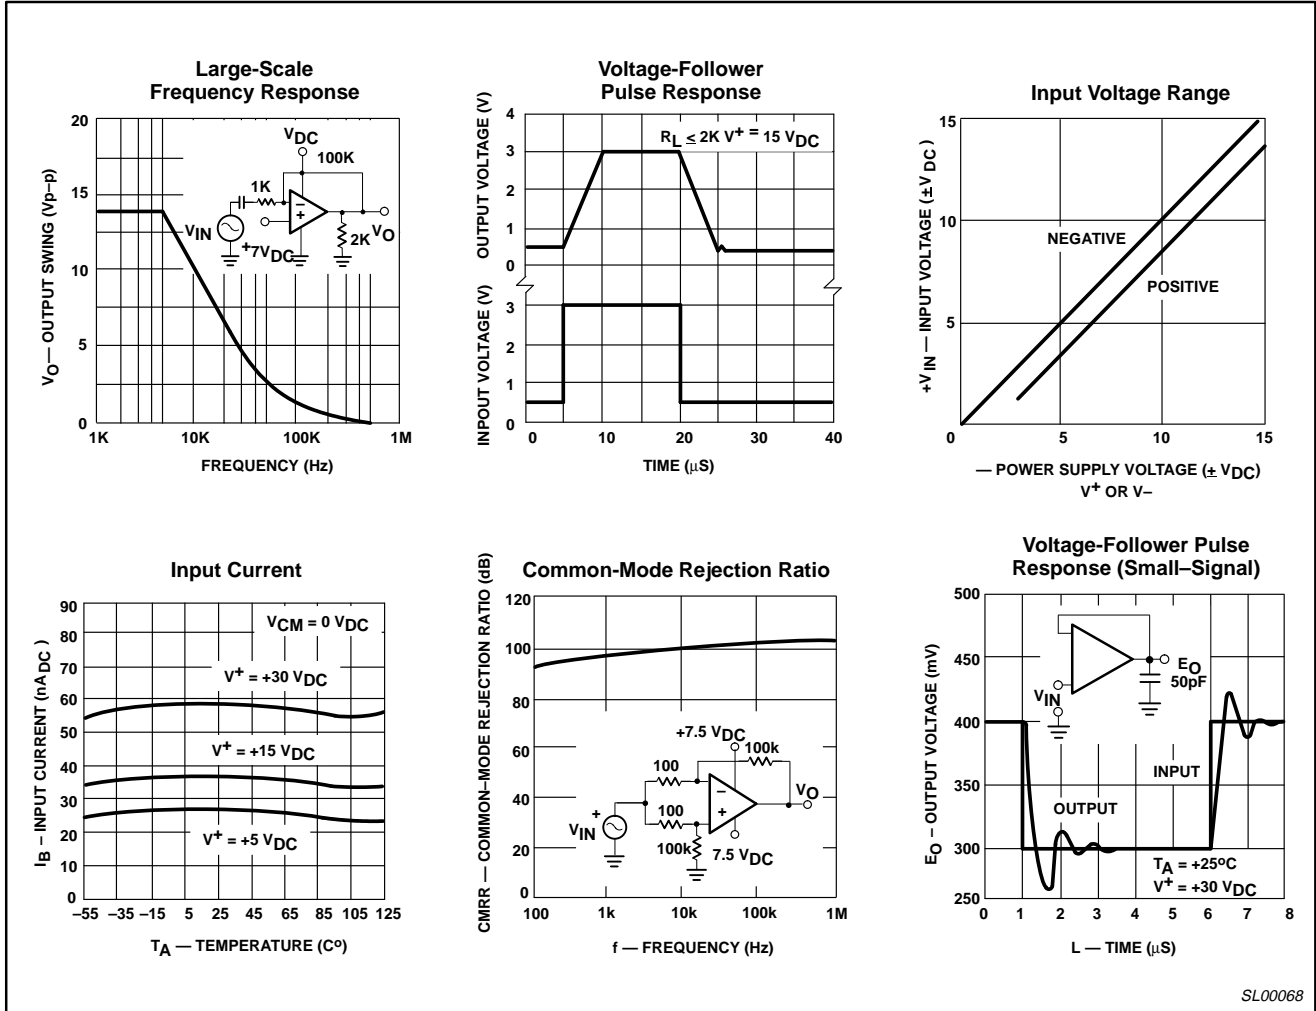 Large-Scale
Frequency Response
VO— OUTPUT SWING (Vp–p)
20
15
10
5
0
1K
10K
100K
1M
FREQUENCY (Hz)
VDC
100K
1K
VIN
+7VDC
2K
VO
–
+
Voltage-Follower
Pulse Response
OUTPUT VOLTAGE (V)
4
3
2
1
0
RL ≤ 2K V+ = 15 VDC
INPOUT VOLTAGE (V)
3
2
1
0
0
10
20
30
40
TIME (µS)
Input Voltage Range
+VIN — INPUT VOLTAGE (±VDC)
15
10
5
NEGATIVE
POSITIVE
0
5
10
15
— POWER SUPPLY VOLTAGE (± VDC)
V+ OR V–
Input Current
IB – INPUT CURRENT (nADC)
90
80
70
60
50
40
30
20
10
0
VCM = 0 VDC
V+ = +30 VDC
V+ = +15 VDC
V+ = +5 VDC
–55 –35 –15 5 25 45 65 85 105 125
TA — TEMPERATURE (Cº)
Common-Mode Rejection Ratio
CMRR — COMMON–MODE REJECTION RATIO (dB)
120
100
80
60
40
20
0
+7.5 VDC
100k
100
–
VO
+
100
+
VIN
100k
7.5 VDC
100
1k
10k
100k
1M
f — FREQUENCY (Hz)
Voltage-Follower Pulse
Response (Small–Signal)
EO – OUTPUT VOLTAGE (mV)
500
450
400
350
300
250
EO
50pF
VIN
INPUT
OUTPUT
TA = +25ºC
V+ = +30 VDC
0 1 2 3 4 5 6 7 8
L — TIME (µS)
SL00068